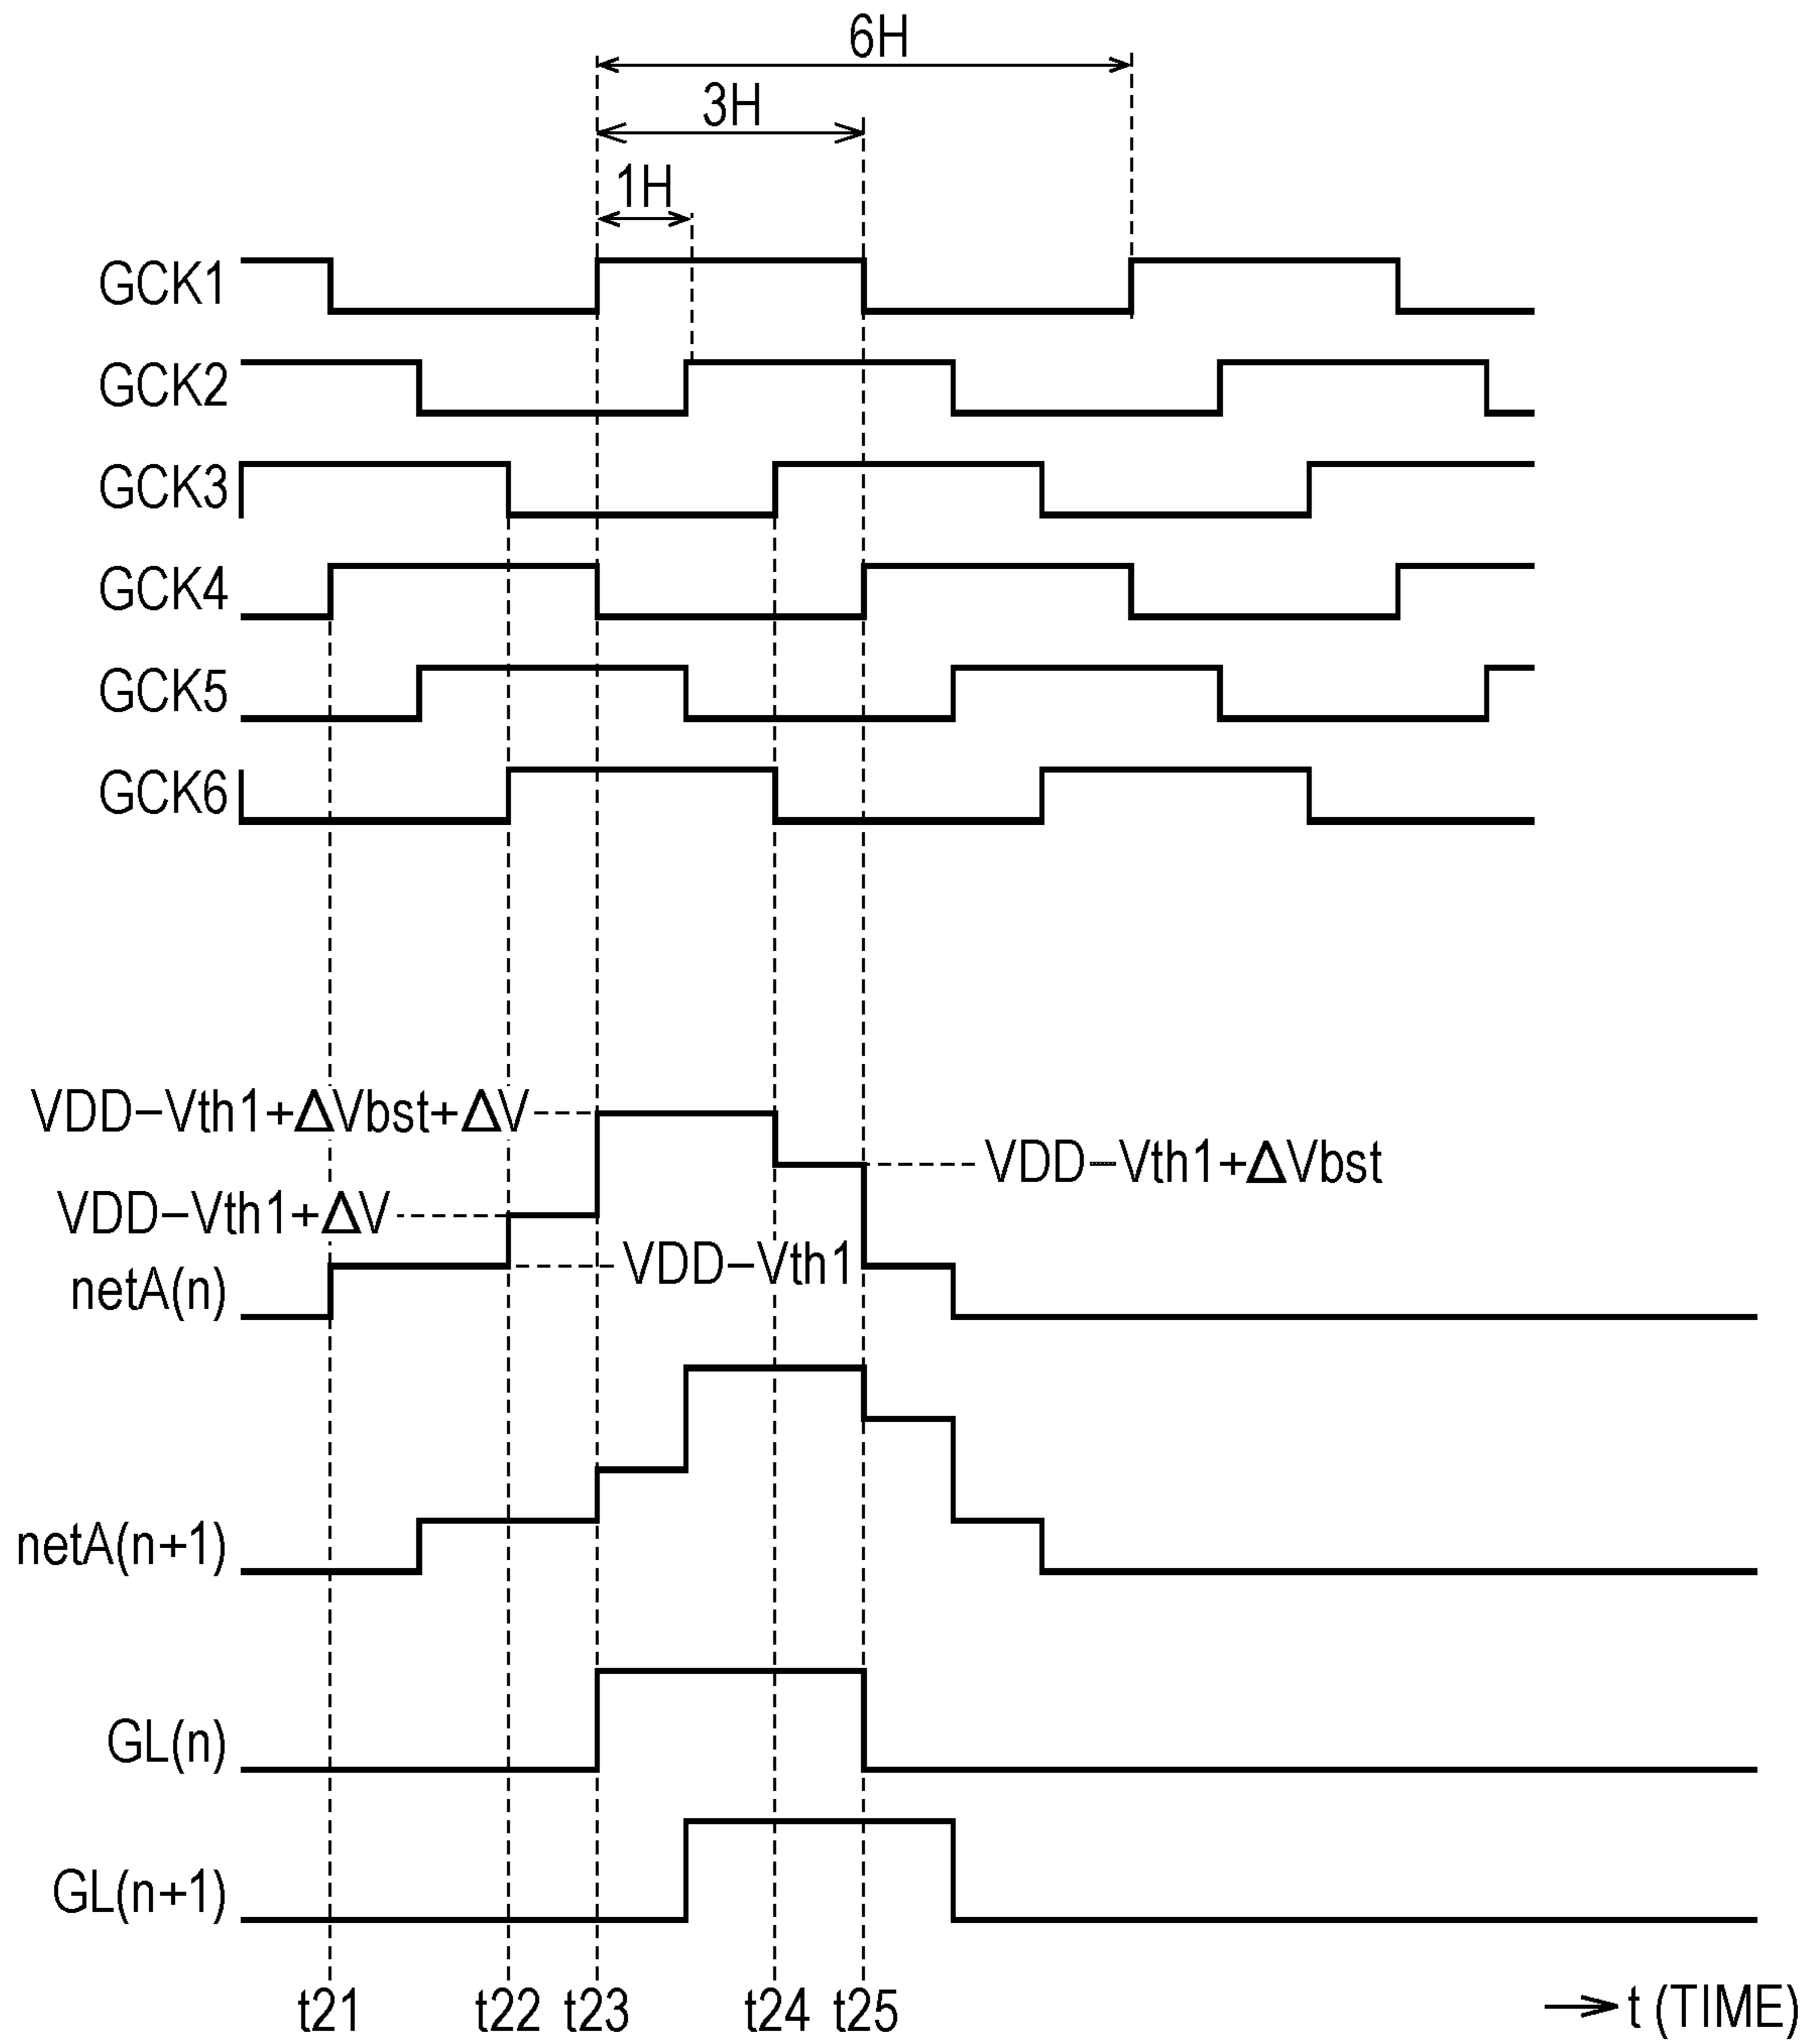 6H
3H
1H
GCK1
GCK2
GCK3
GCK4
GCK5
GCK6
VDD−Vth1+ΔVbst+ΔV
VDD−Vth1+ΔVbst
VDD−Vth1+ΔV
VDD−Vth1
netA(n)
netA(n+1)
GL(n)
GL(n+1)
t21 t22 t23 t24 t25 t (TIME)